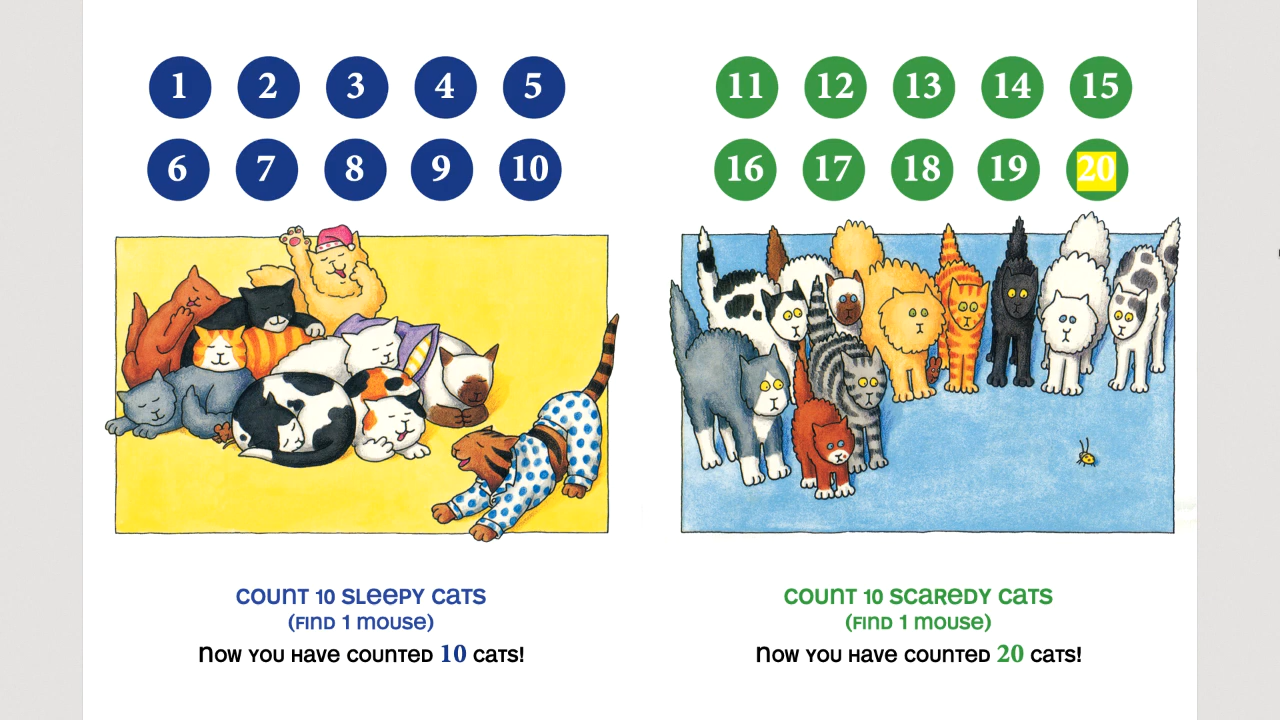 1 2 3 4 5
6 7 8 9 10
count 10 sleepy cats
(find 1 mouse)
now you have counted 10 cats!
11 12 13 14 15
16 17 18 19 20
count 10 scaredy cats
(find 1 mouse)
now you have counted 20 cats!